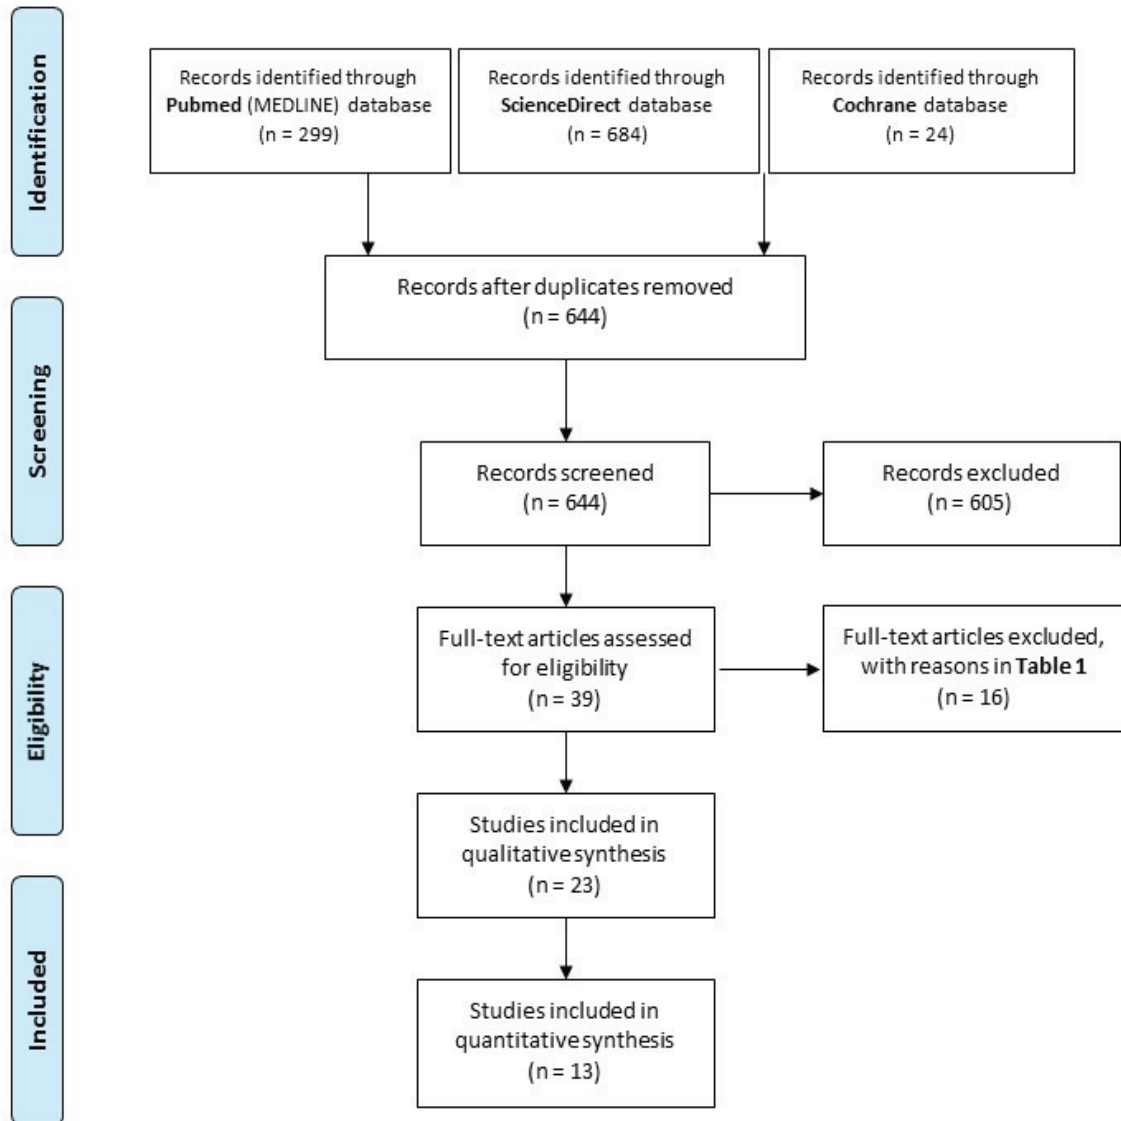 Identification
Records identified through
Pubmed (MEDLINE) database
(n = 299)
Records identified through
ScienceDirect database
(n = 684)
Records identified through
Cochrane database
(n = 24)
Records after duplicates removed
(n = 644)
Screening
Records screened
(n = 644)
Records excluded
(n = 605)
Eligibility
Full-text articles assessed
for eligibility
(n = 39)
Full-text articles excluded,
with reasons in Table 1
(n = 16)
Studies included in
qualitative synthesis
(n = 23)
Included
Studies included in
quantitative synthesis
(n = 13)